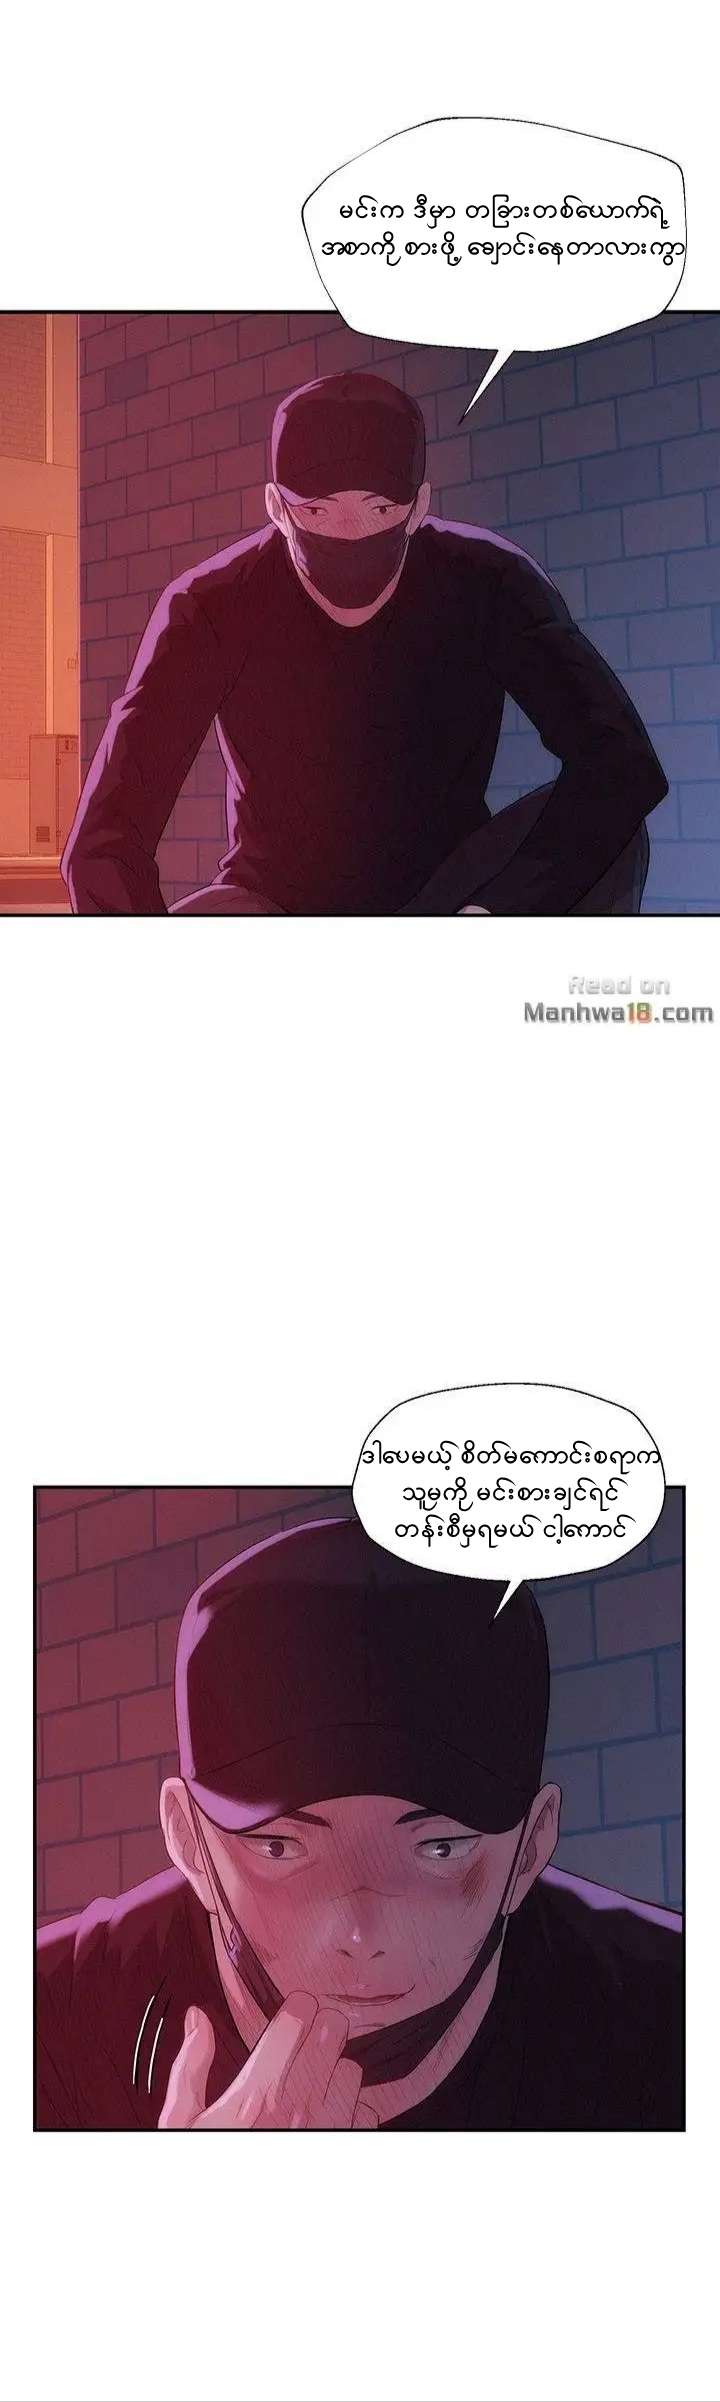 မင်းက ဒီမှာ တခြားတစ်ယောက်ရဲ့
အစာကို စားဖို့ ချောင်းနေတာလားကွာ
Read on
Manhwa18.com
ဒါပေမယ့် စိတ်မကောင်းစရာက
သူမကို မင်းစားချင်ရင်
တန်းစီမှရမယ် ငါ့ကောင်